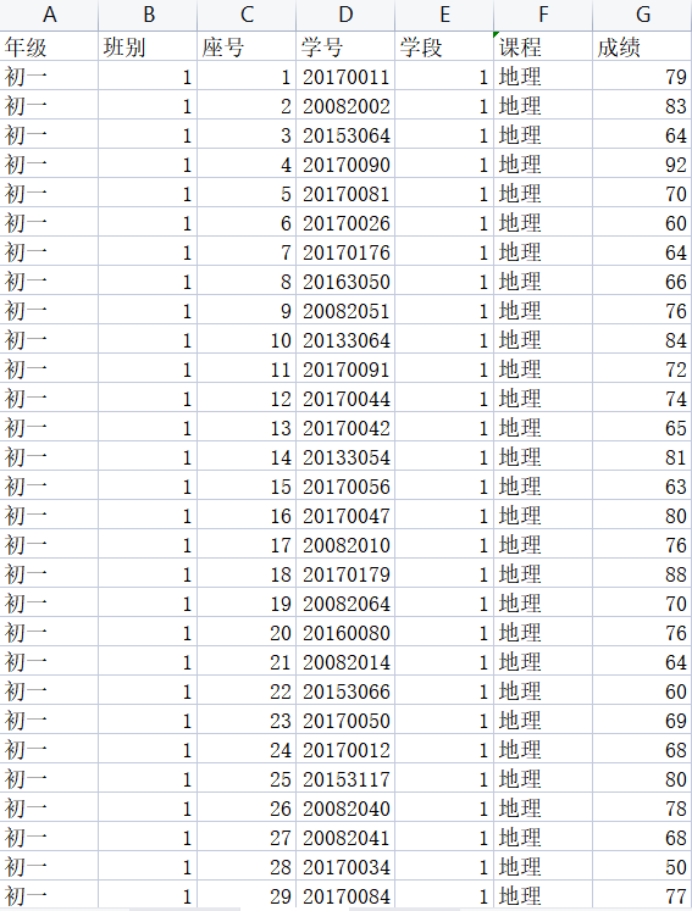 A B C D E F G
年级 班别 座号 学号 学段 课程 成绩
初一 1 1 20170011 1 地理 79
初一 1 2 20082002 1 地理 83
初一 1 3 20153064 1 地理 64
初一 1 4 20170090 1 地理 92
初一 1 5 20170081 1 地理 70
初一 1 6 20170026 1 地理 60
初一 1 7 20170176 1 地理 64
初一 1 8 20163050 1 地理 66
初一 1 9 20082051 1 地理 76
初一 1 10 20133064 1 地理 84
初一 1 11 20170091 1 地理 72
初一 1 12 20170044 1 地理 74
初一 1 13 20170042 1 地理 65
初一 1 14 20133054 1 地理 81
初一 1 15 20170056 1 地理 63
初一 1 16 20170047 1 地理 80
初一 1 17 20082010 1 地理 76
初一 1 18 20170179 1 地理 88
初一 1 19 20082064 1 地理 70
初一 1 20 20160080 1 地理 76
初一 1 21 20082014 1 地理 64
初一 1 22 20153066 1 地理 60
初一 1 23 20170050 1 地理 69
初一 1 24 20170012 1 地理 68
初一 1 25 20153117 1 地理 80
初一 1 26 20082040 1 地理 78
初一 1 27 20082041 1 地理 68
初一 1 28 20170034 1 地理 50
初一 1 29 20170084 1 地理 77